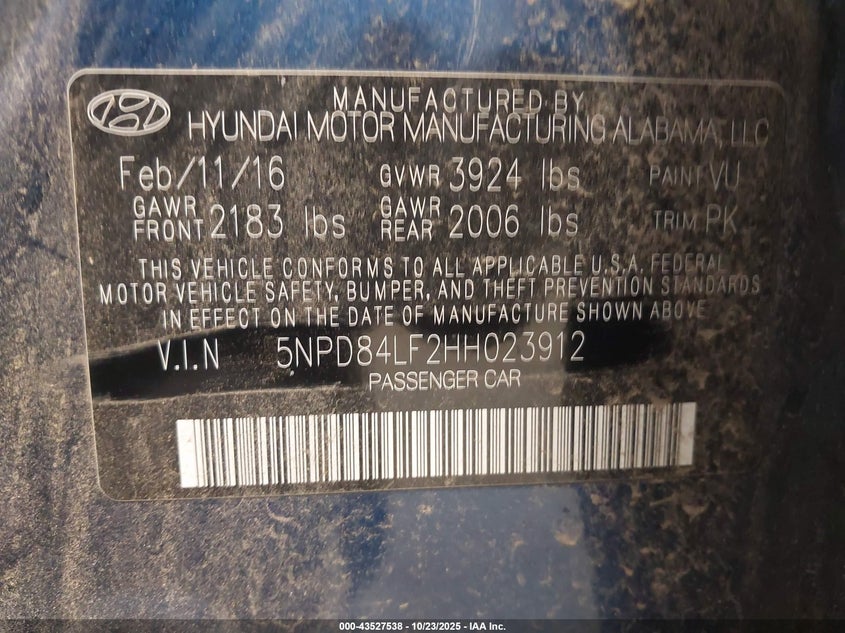 MANUFACTURED BY
HYUNDAI MOTOR MANUFACTURING ALABAMA, LLC
Feb/11/16 GVWR 3924 lbs PAINT VU
GAWR FRONT 2183 lbs GAWR REAR 2006 lbs TRIM PK
THIS VEHICLE CONFORMS TO ALL APPLICABLE U.S.A. FEDERAL
MOTOR VEHICLE SAFETY, BUMPER, AND THEFT PREVENTION STANDARDS
IN EFFECT ON THE DATE OF MANUFACTURE SHOWN ABOVE
V.I.N 5NPD84LF2HH023912
PASSENGER CAR
000-43527538 - 10/23/2025 - IAA Inc.